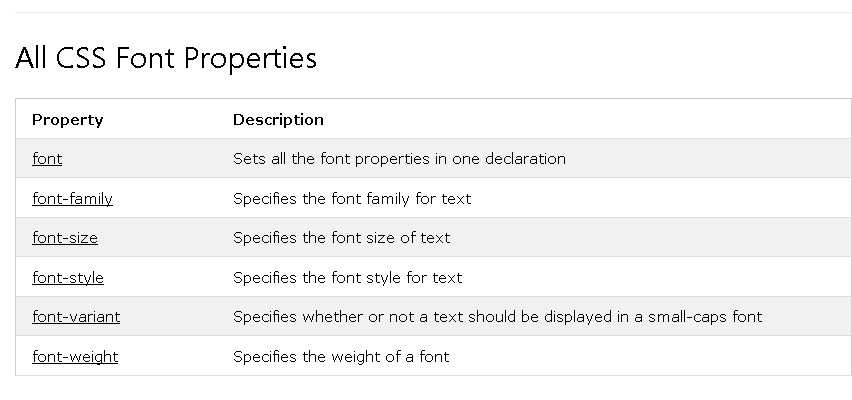 All CSS Font Properties
Property Description
font Sets all the font properties in one declaration
font-family Specifies the font family for text
font-size Specifies the font size of text
font-style Specifies the font style for text
font-variant Specifies whether or not a text should be displayed in a small-caps font
font-weight Specifies the weight of a font